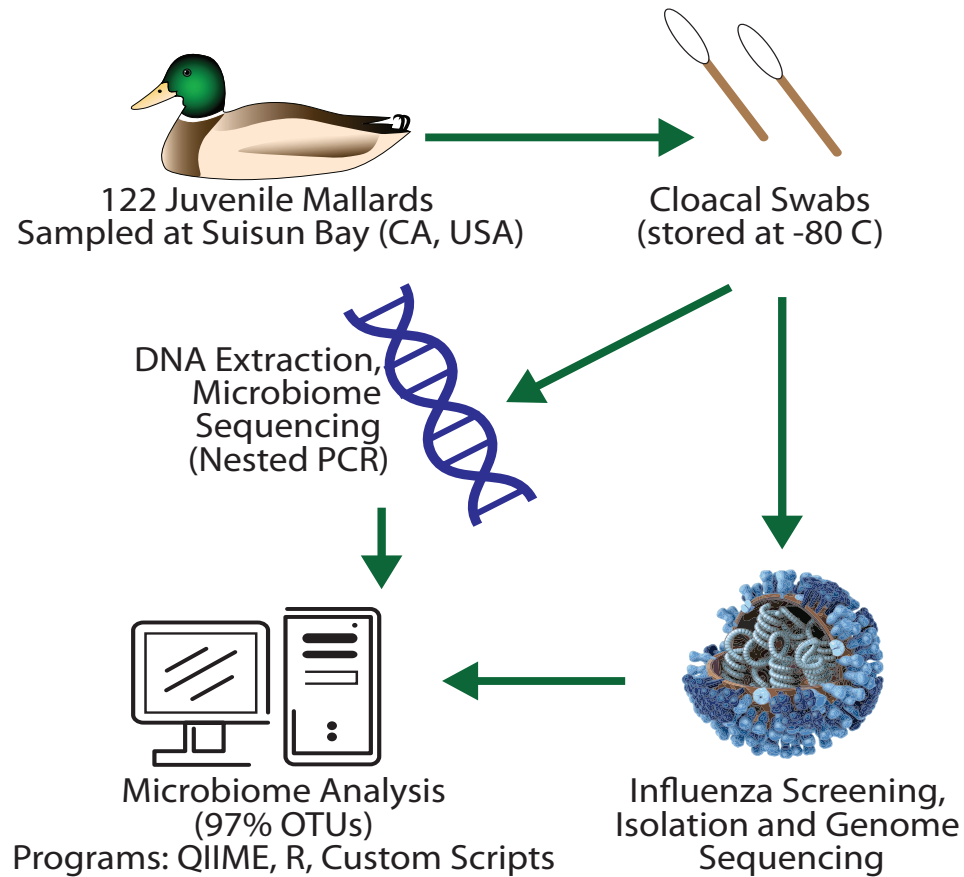 122 Juvenile Mallards
Sampled at Suisun Bay (CA, USA)
Cloacal Swabs
(stored at -80 C)
DNA Extraction,
Microbiome
Sequencing
(Nested PCR)
Microbiome Analysis
(97% OTUs)
Programs: QIIME, R, Custom Scripts
Influenza Screening,
Isolation and Genome
Sequencing